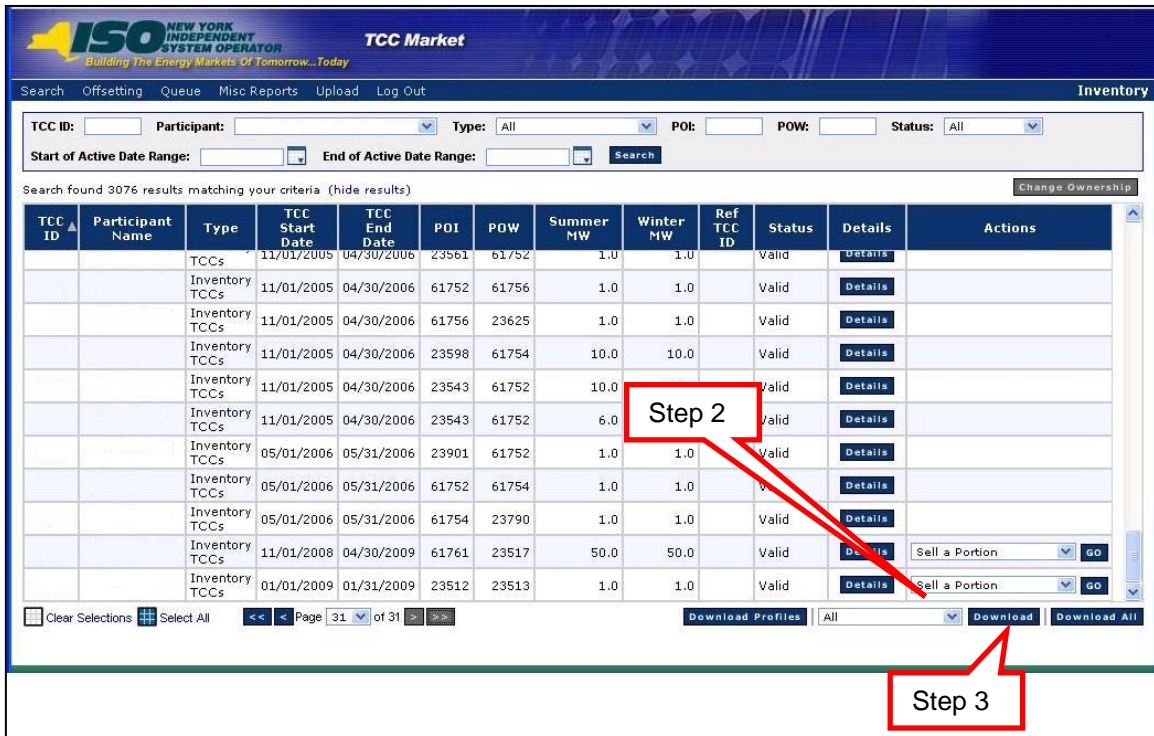 NEW YORK
INDEPENDENT
SYSTEM OPERATOR
ISO
Building The Energy Markets Of Tomorrow...Today
TCC Market
Search Offsetting Queue Misc Reports Upload Log Out Inventory
TCC ID: Participant: Type: All POI: POW: Status: All
Start of Active Date Range: End of Active Date Range: Search
Search found 3076 results matching your criteria (hide results) Change Ownership
TCC ID Participant Name Type TCC Start Date TCC End Date POI POW Summer MW Winter MW Ref TCC ID Status Details Actions
TCCs 11/01/2005 04/30/2006 23561 61752 1.0 1.0 Valid Details
Inventory TCCs 11/01/2005 04/30/2006 61752 61756 1.0 1.0 Valid Details
Inventory TCCs 11/01/2005 04/30/2006 61756 23625 1.0 1.0 Valid Details
Inventory TCCs 11/01/2005 04/30/2006 23598 61754 10.0 10.0 Valid Details
Inventory TCCs 11/01/2005 04/30/2006 23543 61752 10.0 Valid Details
Inventory TCCs 11/01/2005 04/30/2006 23543 61752 6.0 Valid Details
Step 2
Inventory TCCs 05/01/2006 05/31/2006 23901 61752 1.0 1.0 Valid Details
Inventory TCCs 05/01/2006 05/31/2006 61752 61754 1.0 1.0 Details
Inventory TCCs 05/01/2006 05/31/2006 61754 23790 1.0 1.0 Valid Details
Inventory TCCs 11/01/2008 04/30/2009 61761 23517 50.0 50.0 Valid Details Sell a Portion GO
Inventory TCCs 01/01/2009 01/31/2009 23512 23513 1.0 1.0 Valid Details Sell a Portion GO
Clear Selections Select All << < Page 31 of 31 > >> Download Profiles All Download Download All
Step 3